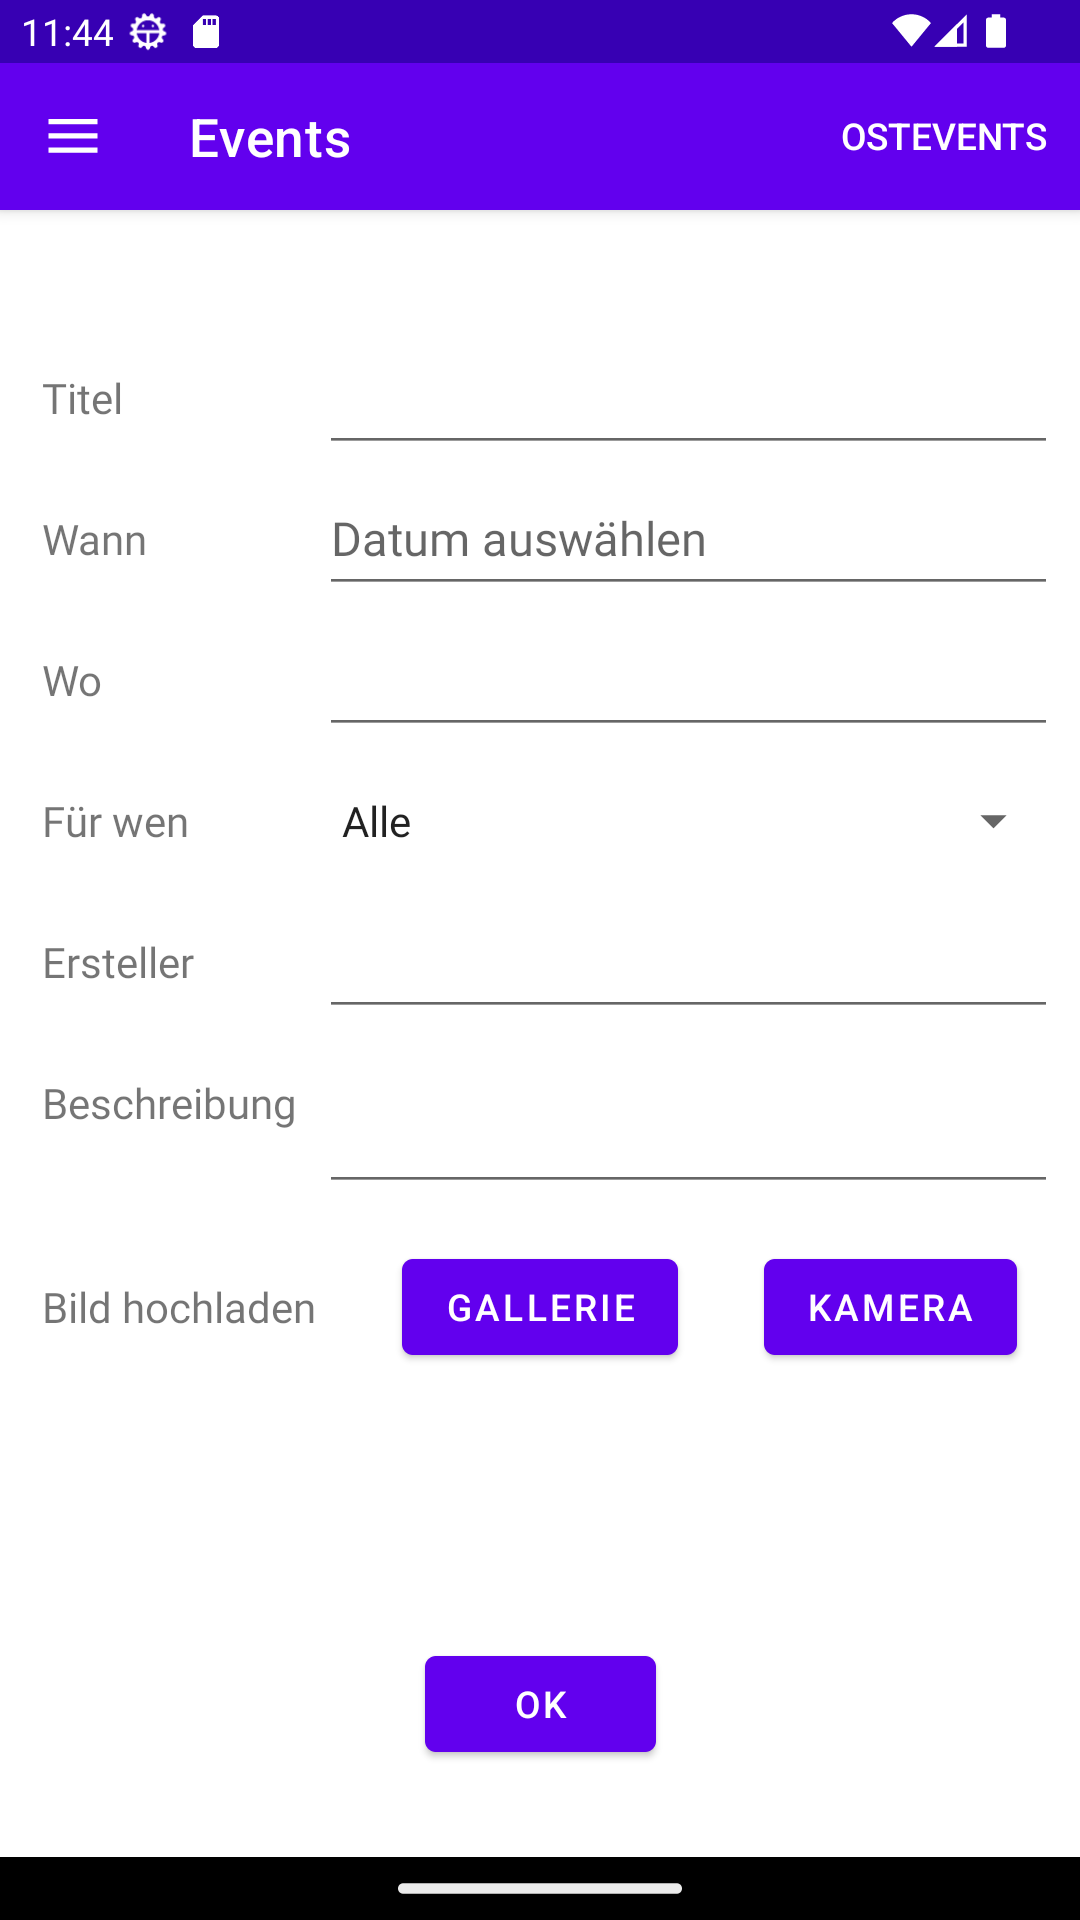 11:44
Events OSTEVENTS
Titel
Wann Datum auswählen
Wo
Für wen Alle
Ersteller
Beschreibung
Bild hochladen GALLERIE KAMERA
OK